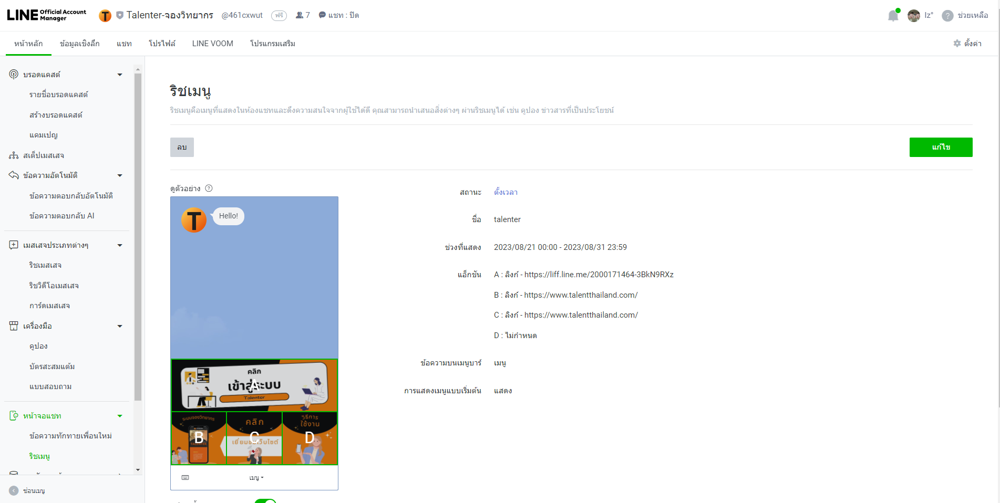 LINE Official Account Manager
Talenter-จองวิทยากร @461cxwut ฟรี 7 แชท : ปิด
Iz° ? ช่วยเหลือ
หน้าหลัก ข้อมูลเชิงลึก แชท โปรไฟล์ LINE VOOM โปรแกรมเสริม ตั้งค่า
บรอดแคสต์
รายชื่อบรอดแคสต์
สร้างบรอดแคสต์
แคมเปญ
สเต็ปเมสเสจ
ข้อความอัตโนมัติ
ข้อความตอบกลับอัตโนมัติ
ข้อความตอบกลับ AI
เมสเสจประเภทต่างๆ
ริชเมสเสจ
ริชวิดีโอเมสเสจ
การ์ดเมสเสจ
เครื่องมือ
คูปอง
บัตรสะสมแต้ม
แบบสอบถาม
หน้าจอแชท
ข้อความทักทายเพื่อนใหม่
ริชเมนู
ซ่อนเมนู
ริชเมนู
ริชเมนูคือเมนูที่แสดงในห้องแชทและดึงความสนใจจากผู้ใช้ได้ดี คุณสามารถนำเสนอสิ่งต่างๆ ผ่านริชเมนูได้ เช่น คูปอง ข่าวสารที่เป็นประโยชน์
ลบ
แก้ไข
ดูตัวอย่าง ?
T Hello!
คลิก
เข้าสู่ระบบ
A
Talenter
ระบบจองวิทยากร
B
TALENTER
คลิก
C
เยี่ยมชมเว็บไซต์
วิธีการ
ใช้งาน
D
เมนู
สถานะ ตั้งเวลา
ชื่อ talenter
ช่วงที่แสดง 2023/08/21 00:00 - 2023/08/31 23:59
แอ็กชัน A : ลิงก์ - https://liff.line.me/2000171464-3BkN9RXz
B : ลิงก์ - https://www.talentthailand.com/
C : ลิงก์ - https://www.talentthailand.com/
D : ไม่กำหนด
ข้อความบนเมนูบาร์ เมนู
การแสดงเมนูแบบเริ่มต้น แสดง